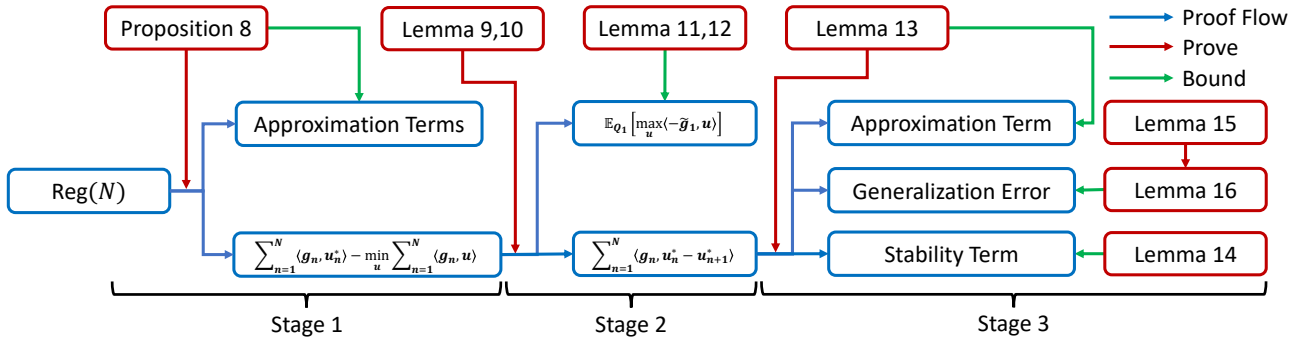 Proposition 8
Lemma 9,10
Lemma 11,12
Lemma 13
Proof Flow
Prove
Bound
Approximation Terms
𝔼_{Q₁}[max_u⟨−g̃₁, u⟩]
Approximation Term
Lemma 15
Reg(N)
Generalization Error
Lemma 16
∑_{n=1}^{N}⟨g_n, u_n^*⟩ − min_u ∑_{n=1}^{N}⟨g_n, u⟩
∑_{n=1}^{N}⟨g_n, u_n^* − u_{n+1}^*⟩
Stability Term
Lemma 14
Stage 1
Stage 2
Stage 3